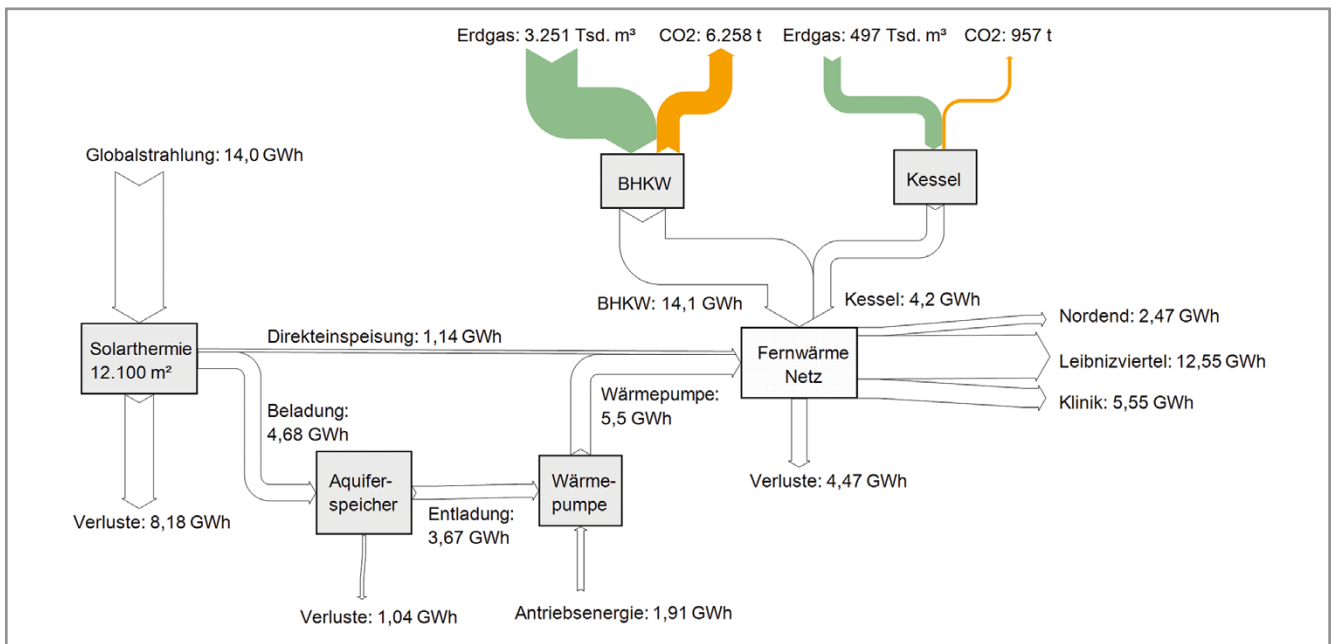 Erdgas: 3.251 Tsd. m³
CO2: 6.258 t
Erdgas: 497 Tsd. m³
CO2: 957 t
Globalstrahlung: 14,0 GWh
BHKW
Kessel
BHKW: 14,1 GWh
Kessel: 4,2 GWh
Solarthermie
12.100 m²
Direkteinspeisung: 1,14 GWh
Fernwärme
Netz
Nordend: 2,47 GWh
Leibnizviertel: 12,55 GWh
Klinik: 5,55 GWh
Beladung:
4,68 GWh
Wärmepumpe:
5,5 GWh
Aquifer-
speicher
Wärme-
pumpe
Verluste: 4,47 GWh
Verluste: 8,18 GWh
Entladung:
3,67 GWh
Verluste: 1,04 GWh
Antriebsenergie: 1,91 GWh